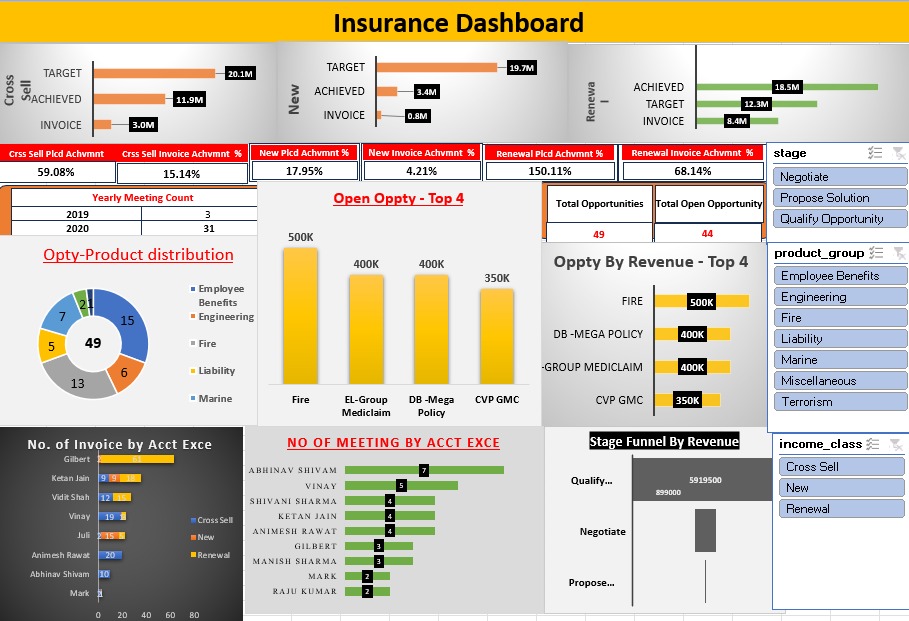 Insurance Dashboard
Cross Sell
TARGET
20.1M
ACHIEVED
11.9M
INVOICE
3.0M
New
TARGET
19.7M
ACHIEVED
3.4M
INVOICE
0.8M
Renewa
l
ACHIEVED
18.5M
TARGET
12.3M
INVOICE
8.4M
Crss Sell Plcd Achvmnt
59.08%
Crss Sell Invoice Achvmnt %
15.14%
New Plcd Achvmnt %
17.95%
New Invoice Achvmnt %
4.21%
Renewal Plcd Achvmnt %
150.11%
Renewal Invoice Achvmnt %
68.14%
stage
Negotiate
Propose Solution
Qualify Opportunity
Yearly Meeting Count
2019 3
2020 31
Open Oppty - Top 4
500K
400K
400K
350K
Fire
EL-Group
Mediclaim
DB -Mega
Policy
CVP GMC
Total Opportunities
49
Total Open Opportunity
44
Opty-Product distribution
15
6
13
5
7
2
1
49
Employee
Benefits
Engineering
Fire
Liability
Marine
Oppty By Revenue - Top 4
FIRE
500K
DB -MEGA POLICY
400K
-GROUP MEDICLAIM
400K
CVP GMC
350K
product_group
Employee Benefits
Engineering
Fire
Liability
Marine
Miscellaneous
Terrorism
No. of Invoice by Acct Exce
Gilbert
63
Ketan Jain
9 9 18
Vidit Shah
12 15
Vinay
19
Juli
15
Animesh Rawat
20
Abhinav Shivam
10
Mark
0 20 40 60 80
Cross Sell
New
Renewal
NO OF MEETING BY ACCT EXCE
ABHINAV SHIVAM
7
VINAY
5
SHIVANI SHARMA
4
KETAN JAIN
4
ANIMESH RAWAT
4
GILBERT
3
MANISH SHARMA
3
MARK
2
RAJU KUMAR
2
Stage Funnel By Revenue
Qualify...
5919500
899000
Negotiate
Propose...
income_class
Cross Sell
New
Renewal